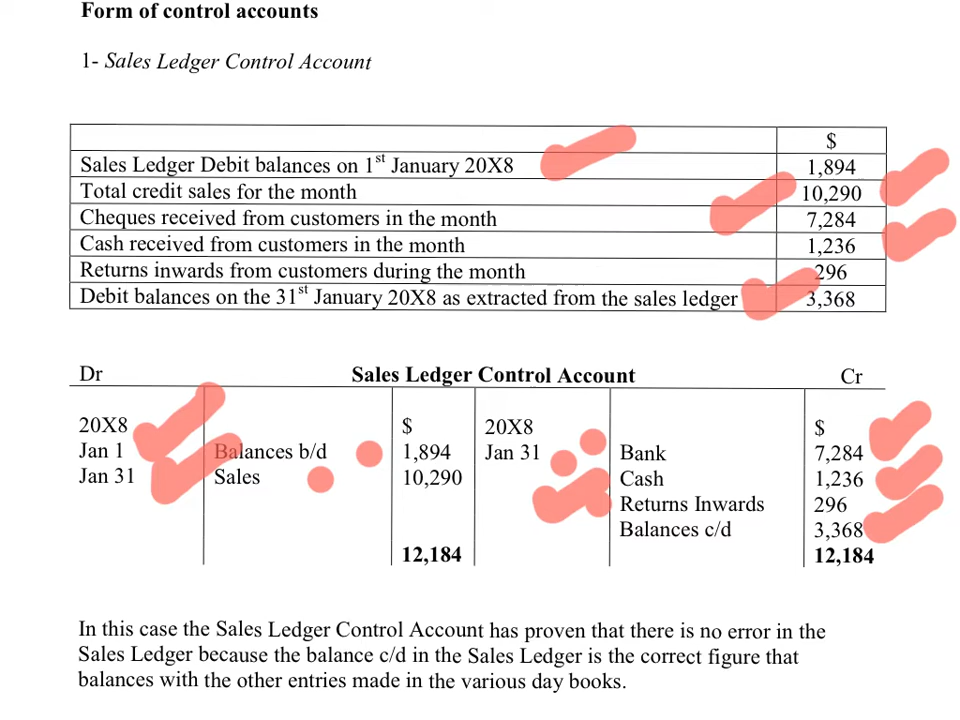 Form of control accounts
1- Sales Ledger Control Account
$
Sales Ledger Debit balances on 1st January 20X8 1,894
Total credit sales for the month 10,290
Cheques received from customers in the month 7,284
Cash received from customers in the month 1,236
Returns inwards from customers during the month 296
Debit balances on the 31st January 20X8 as extracted from the sales ledger 3,368
Dr Sales Ledger Control Account Cr
20X8 $ 20X8 $
Jan 1 Balances b/d 1,894 Jan 31 Bank 7,284
Jan 31 Sales 10,290 Cash 1,236
Returns Inwards 296
Balances c/d 3,368
12,184 12,184
In this case the Sales Ledger Control Account has proven that there is no error in the
Sales Ledger because the balance c/d in the Sales Ledger is the correct figure that
balances with the other entries made in the various day books.